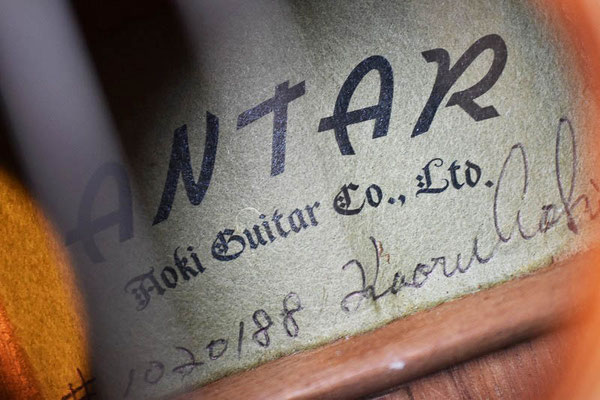 ANTAR
Aoki Guitar Co., Ltd.
# 1020188 Kaoru Aoki